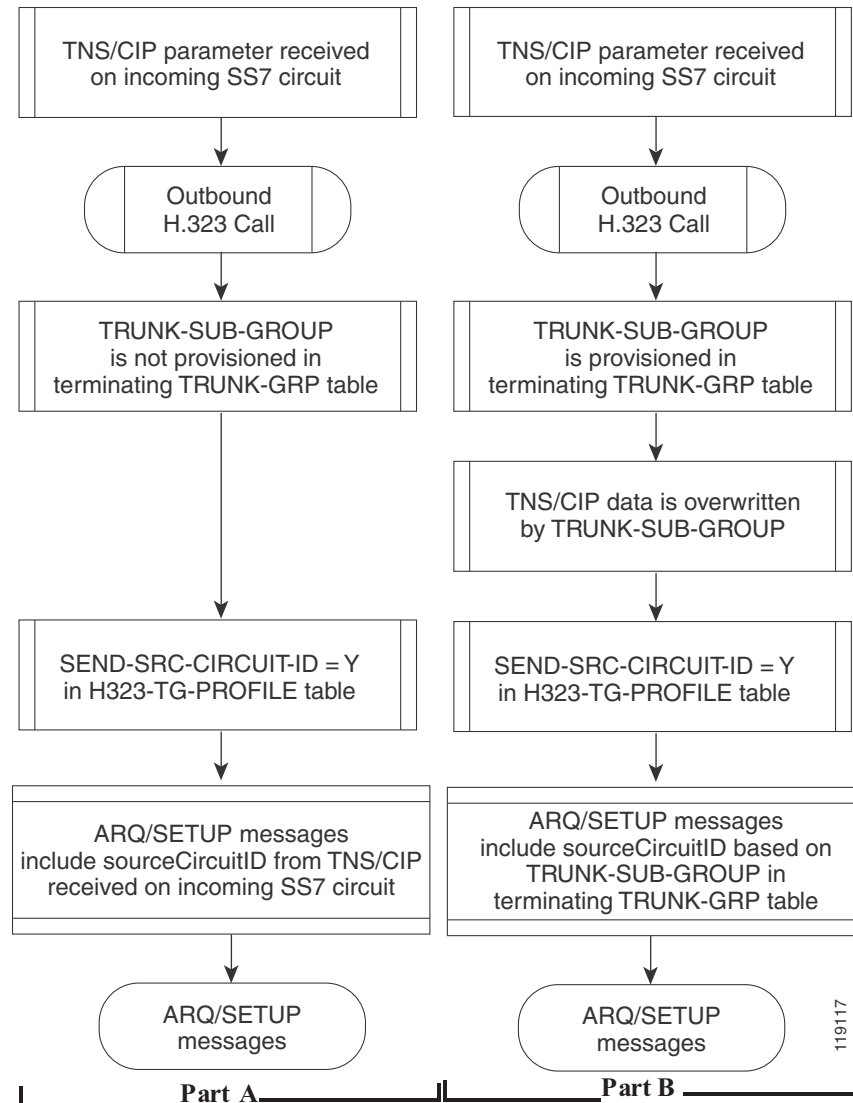 TNS/CIP parameter received
on incoming SS7 circuit
Outbound
H.323 Call
TRUNK-SUB-GROUP
is not provisioned in
terminating TRUNK-GRP table
SEND-SRC-CIRCUIT-ID = Y
in H323-TG-PROFILE table
ARQ/SETUP messages
include sourceCircuitID from TNS/CIP
received on incoming SS7 circuit
ARQ/SETUP
messages
Part A
TNS/CIP parameter received
on incoming SS7 circuit
Outbound
H.323 Call
TRUNK-SUB-GROUP
is provisioned in
terminating TRUNK-GRP table
TNS/CIP data is overwritten
by TRUNK-SUB-GROUP
SEND-SRC-CIRCUIT-ID = Y
in H323-TG-PROFILE table
ARQ/SETUP messages
include sourceCircuitID based on
TRUNK-SUB-GROUP in
terminating TRUNK-GRP table
ARQ/SETUP
messages
119117
Part B